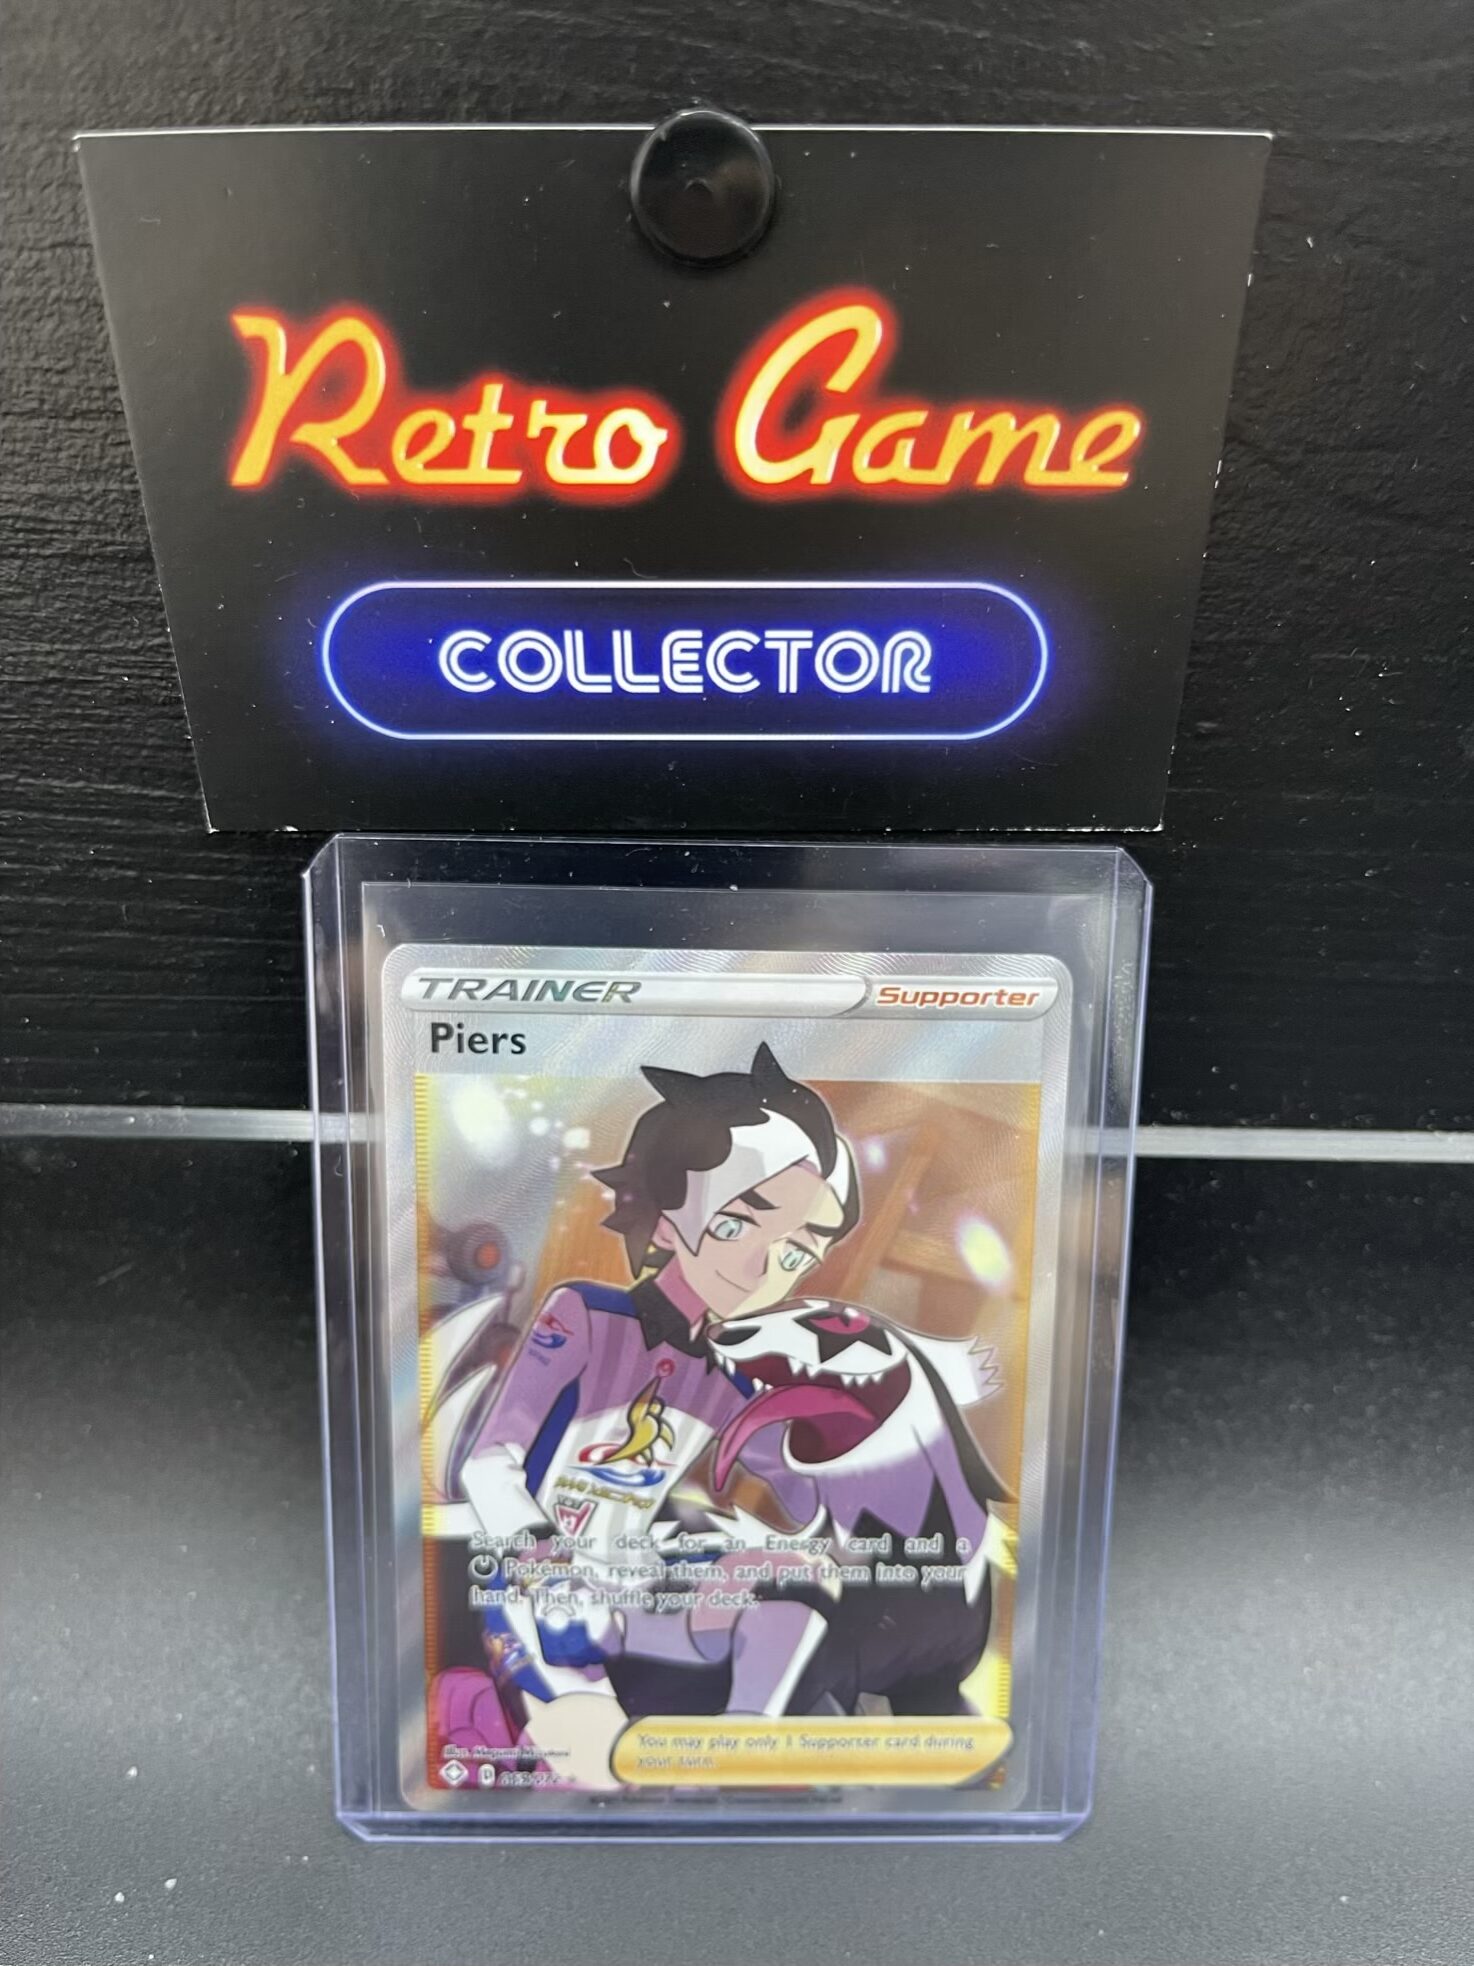 Retro Game
COLLECTOR
TRAINER
Supporter
Piers
Search your deck for an Energy card and a
Pokémon, reveal them, and put them into your
hand. Then, shuffle your deck.
You may play only 1 Supporter card during
your turn.
Illus.
D